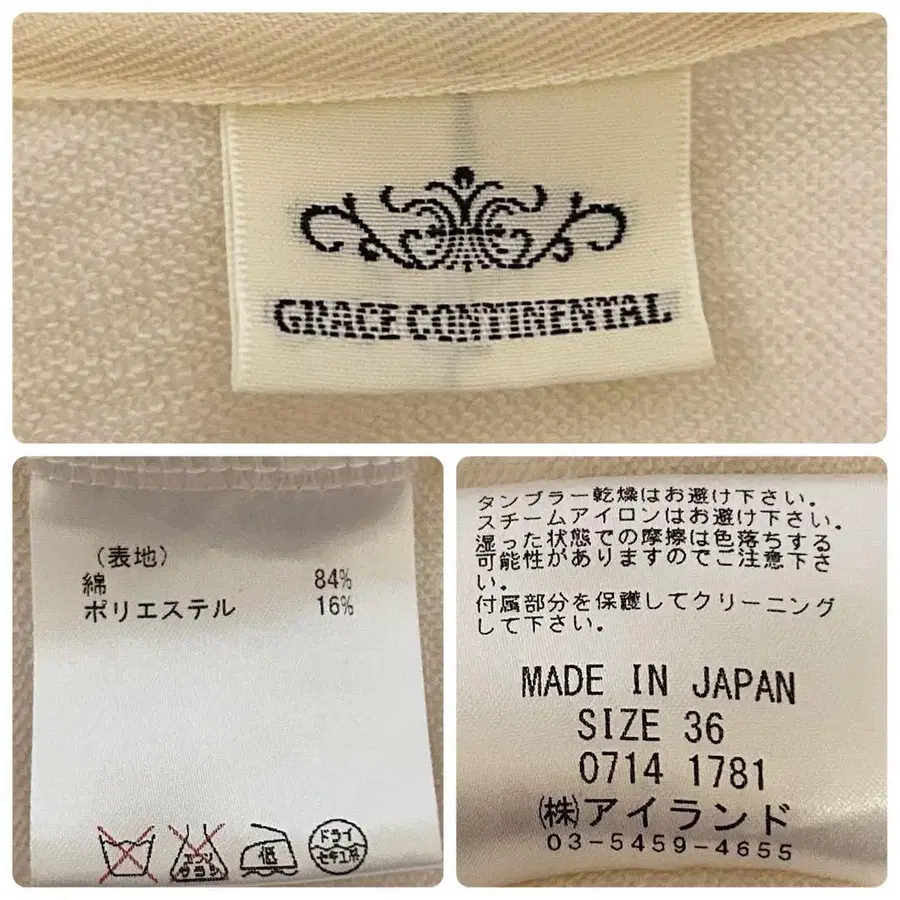 GRACE CONTINENTAL
(表地)
綿 84%
ポリエステル 16%
エンソ
サラシ
低
ドライ
セキユ系
タンブラー乾燥はお避け下さい。
スチームアイロンはお避け下さい。
湿った状態での摩擦は色落ちする
可能性がありますのでご注意下さ
い。
付属部分を保護してクリーニング
して下さい。
MADE IN JAPAN
SIZE 36
0714 1781
㈱アイランド
03-5459-4655